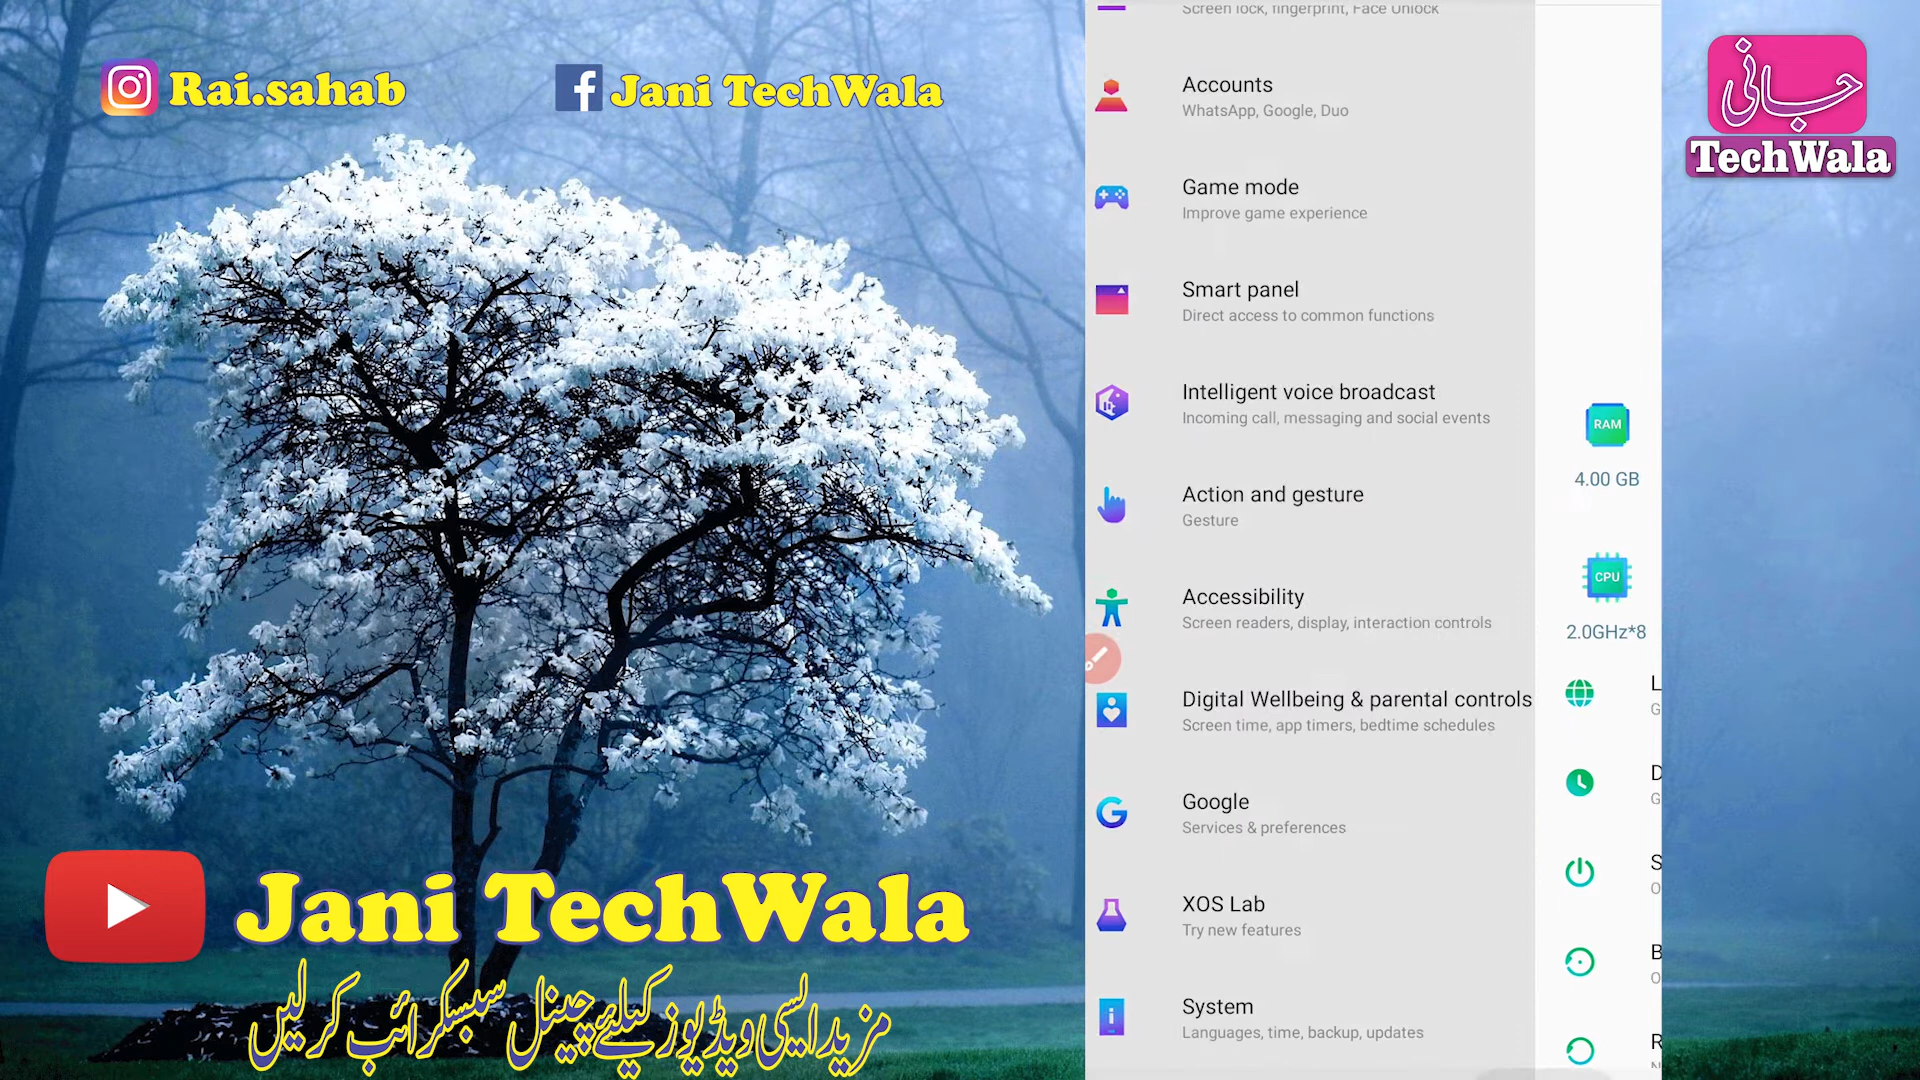 Rai.sahab
Jani TechWala
جانی
TechWala
Screen lock, fingerprint, Face Unlock
Accounts
WhatsApp, Google, Duo
Game mode
Improve game experience
Smart panel
Direct access to common functions
Intelligent voice broadcast
Incoming call, messaging and social events
Action and gesture
Gesture
Accessibility
Screen readers, display, interaction controls
Digital Wellbeing & parental controls
Screen time, app timers, bedtime schedules
Google
Services & preferences
XOS Lab
Try new features
System
Languages, time, backup, updates
RAM
4.00 GB
CPU
2.0GHz*8
L
G
D
G
S
O
B
O
R
Jani TechWala
مزید ایسی ویڈیوز کیلئے چینل سبسکرائب کر لیں